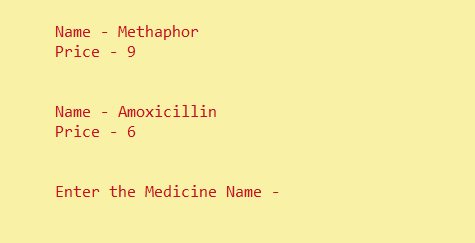 Name - Methaphor
Price - 9
Name - Amoxicillin
Price - 6
Enter the Medicine Name -